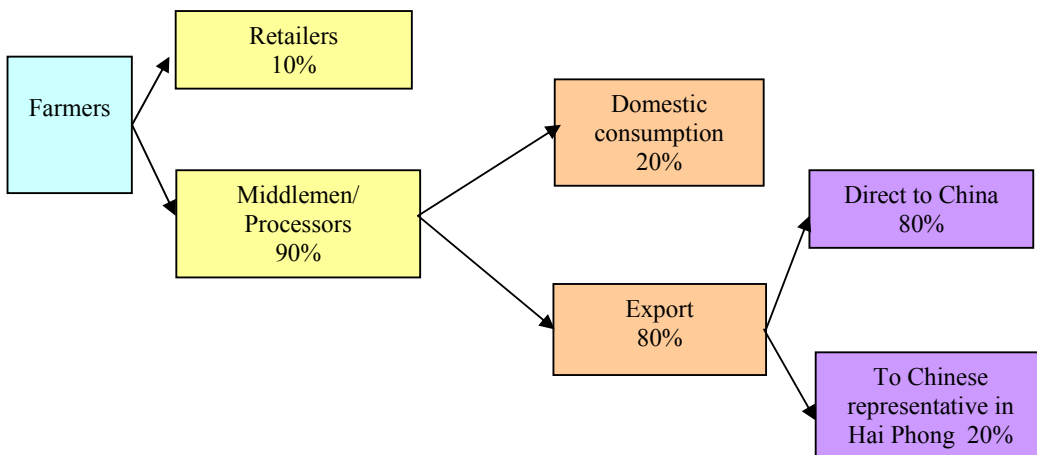 Farmers
Retailers
10%
Middlemen/
Processors
90%
Domestic
consumption
20%
Export
80%
Direct to China
80%
To Chinese
representative in
Hai Phong 20%